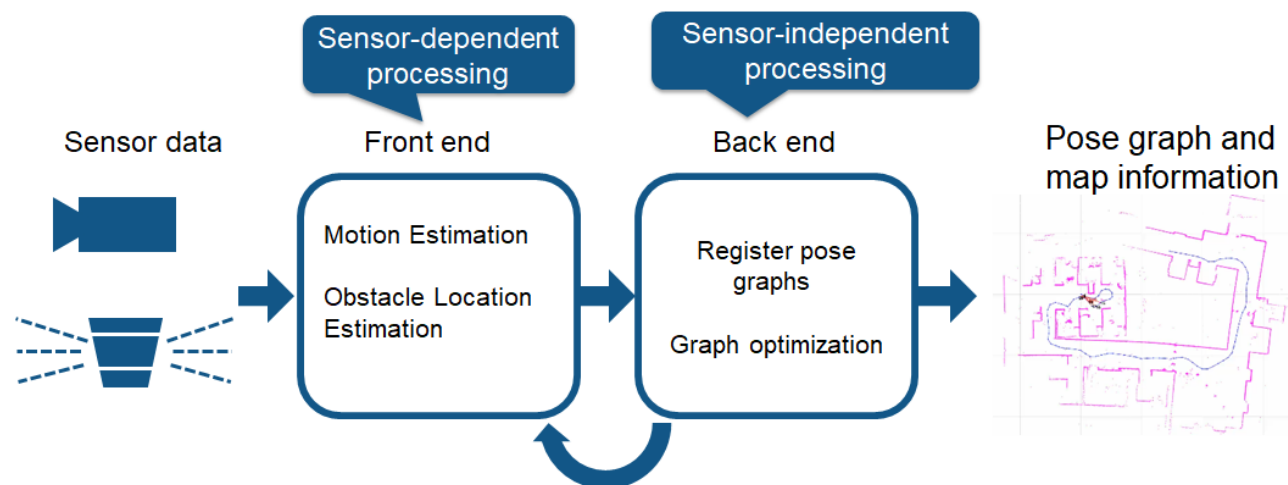 Sensor-dependent
processing
Sensor-independent
processing
Sensor data
Front end
Back end
Pose graph and
map information
Motion Estimation
Obstacle Location
Estimation
Register pose
graphs
Graph optimization